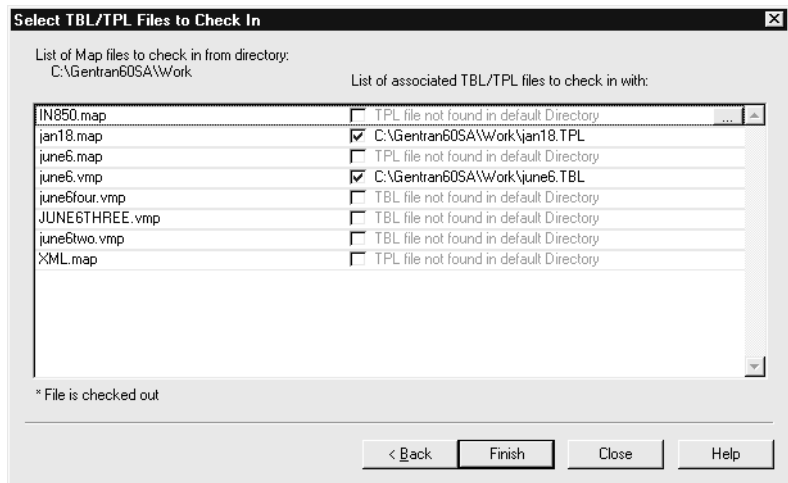 Select TBL/TPL Files to Check In
List of Map files to check in from directory:
C:\Gentran60SA\Work
List of associated TBL/TPL files to check in with:
IN850.map TPL file not found in default Directory ...
jan18.map C:\Gentran60SA\Work\jan18.TPL
june6.map TPL file not found in default Directory
june6.vmp C:\Gentran60SA\Work\june6.TBL
june6four.vmp TBL file not found in default Directory
JUNE6THREE.vmp TBL file not found in default Directory
june6two.vmp TBL file not found in default Directory
XML.map TPL file not found in default Directory
* File is checked out
< Back Finish Close Help